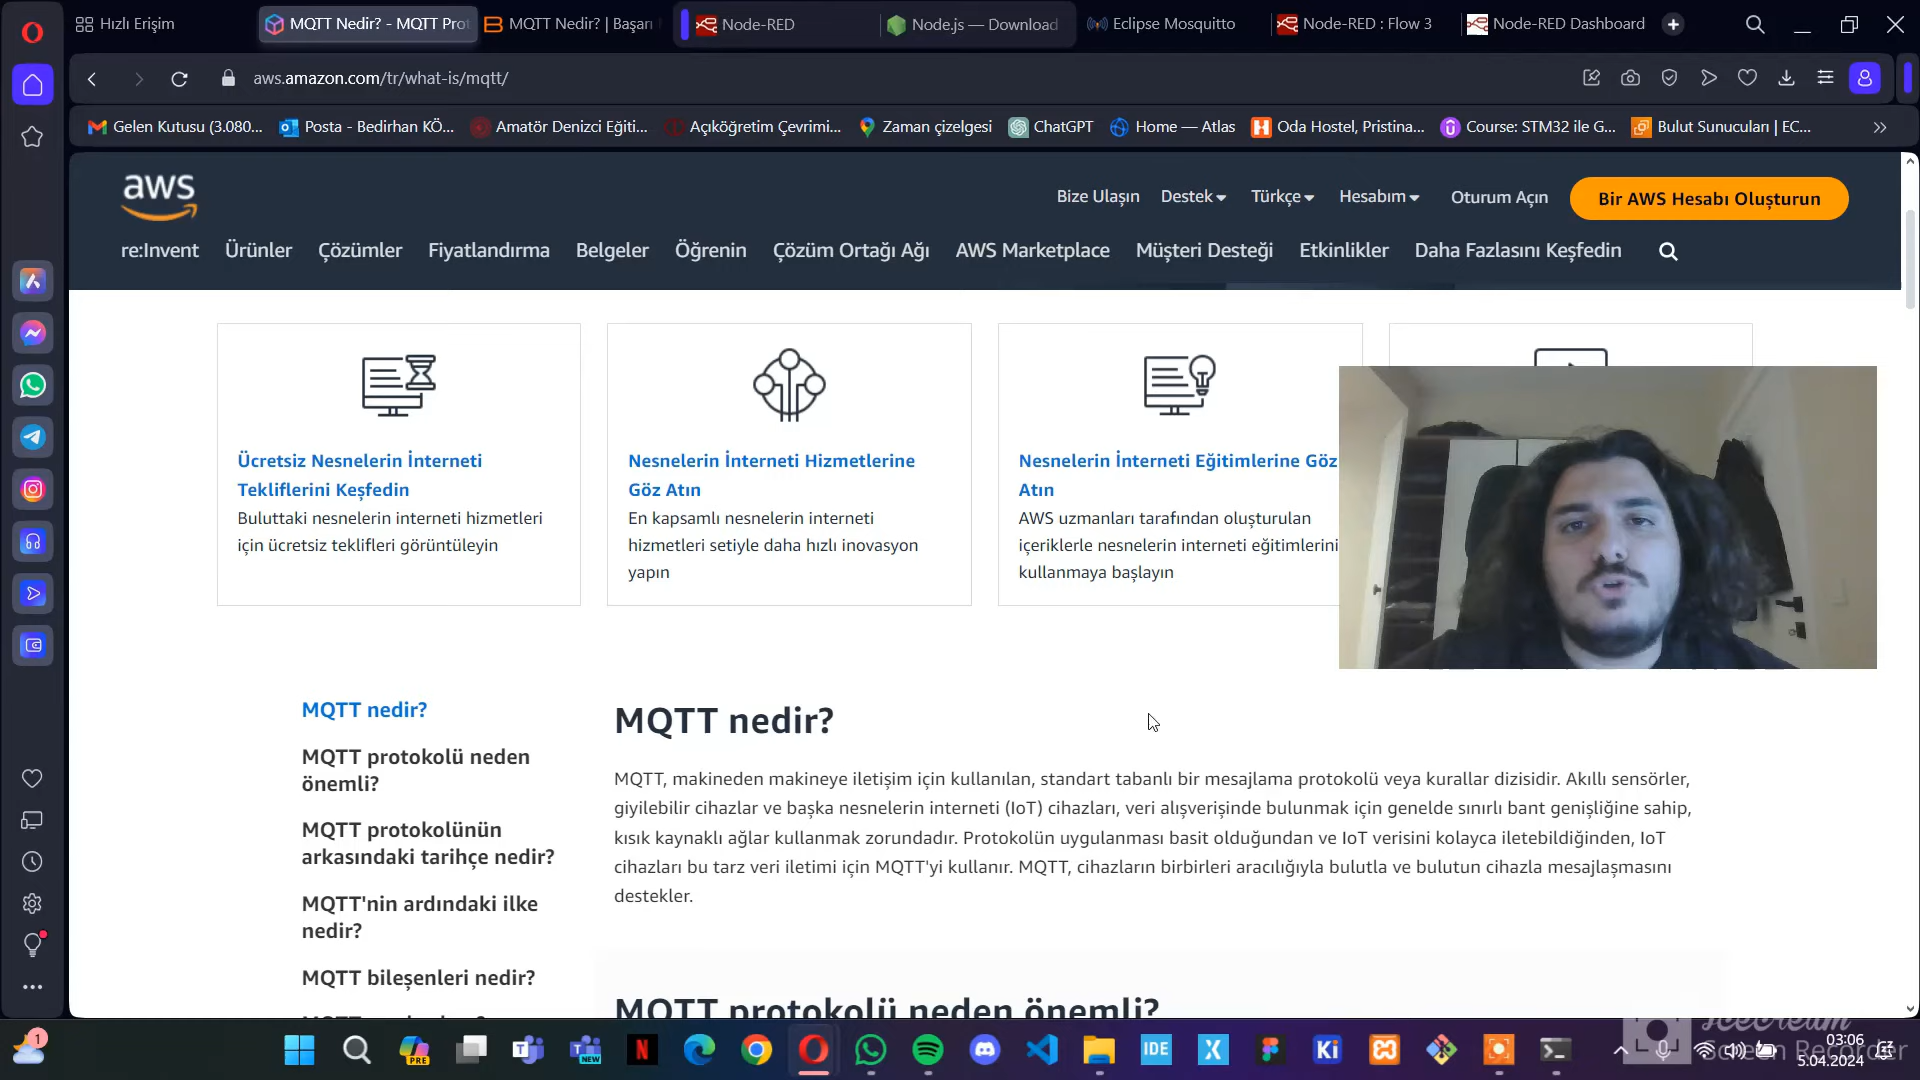 Hızlı Erişim
MQTT Nedir? - MQTT Prot
MQTT Nedir? | Başarı
Node-RED
Node.js — Download
Eclipse Mosquitto
Node-RED : Flow 3
Node-RED Dashboard
aws.amazon.com/tr/what-is/mqtt/
Gelen Kutusu (3.080...
Posta - Bedirhan KÖ...
Amatör Denizci Eğiti...
Açıköğretim Çevrimi...
Zaman çizelgesi
ChatGPT
Home — Atlas
Oda Hostel, Pristina...
Course: STM32 ile G...
Bulut Sunucuları | EC...
aws
Bize Ulaşın
Destek
Türkçe
Hesabım
Oturum Açın
Bir AWS Hesabı Oluşturun
re:Invent
Ürünler
Çözümler
Fiyatlandırma
Belgeler
Öğrenin
Çözüm Ortağı Ağı
AWS Marketplace
Müşteri Desteği
Etkinlikler
Daha Fazlasını Keşfedin
Ücretsiz Nesnelerin İnterneti
Tekliflerini Keşfedin
Buluttaki nesnelerin interneti hizmetleri
için ücretsiz teklifleri görüntüleyin
Nesnelerin İnterneti Hizmetlerine
Göz Atın
En kapsamlı nesnelerin interneti
hizmetleri setiyle daha hızlı inovasyon
yapın
Nesnelerin İnterneti Eğitimlerine Göz
Atın
AWS uzmanları tarafından oluşturulan
içeriklerle nesnelerin interneti eğitimlerini
kullanmaya başlayın
MQTT nedir?
MQTT protokolü neden
önemli?
MQTT protokolünün
arkasındaki tarihçe nedir?
MQTT'nin ardındaki ilke
nedir?
MQTT bileşenleri nedir?
MQTT nedir?
MQTT, makineden makineye iletişim için kullanılan, standart tabanlı bir mesajlama protokolü veya kurallar dizisidir. Akıllı sensörler,
giyilebilir cihazlar ve başka nesnelerin interneti (IoT) cihazları, veri alışverişinde bulunmak için genelde sınırlı bant genişliğine sahip,
kısık kaynaklı ağlar kullanmak zorundadır. Protokolün uygulanması basit olduğundan ve IoT verisini kolayca iletebildiğinden, IoT
cihazları bu tarz veri iletimi için MQTT'yi kullanır. MQTT, cihazların birbirleri aracılığıyla bulutla ve bulutun cihazla mesajlaşmasını
destekler.
MQTT protokolü neden önemli?
1
PRE
NEW
N
IDE
X
Ki
Icecream
Screen Recorder
03:06
5.04.2024